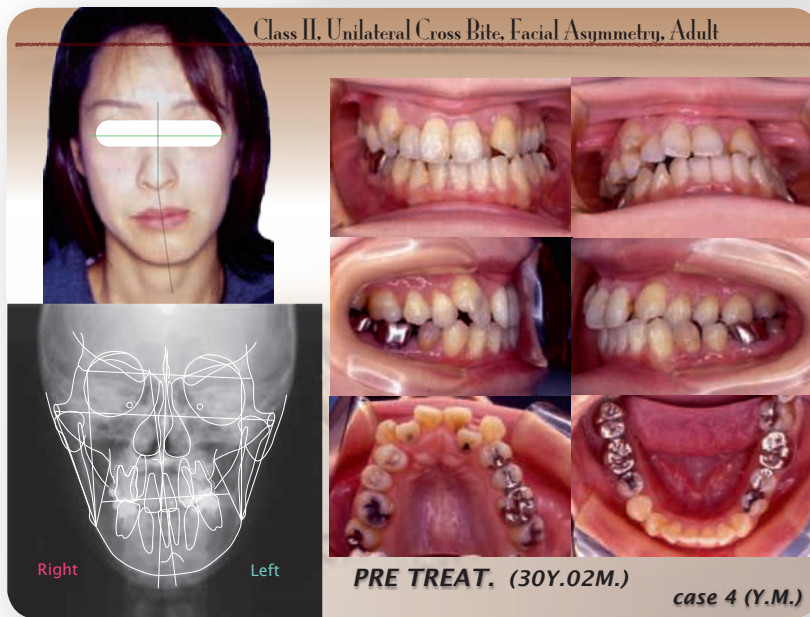 Class II, Unilateral Cross Bite, Facial Asymmetry, Adult
Right
Left
PRE TREAT. (30Y.02M.)
case 4 (Y.M.)